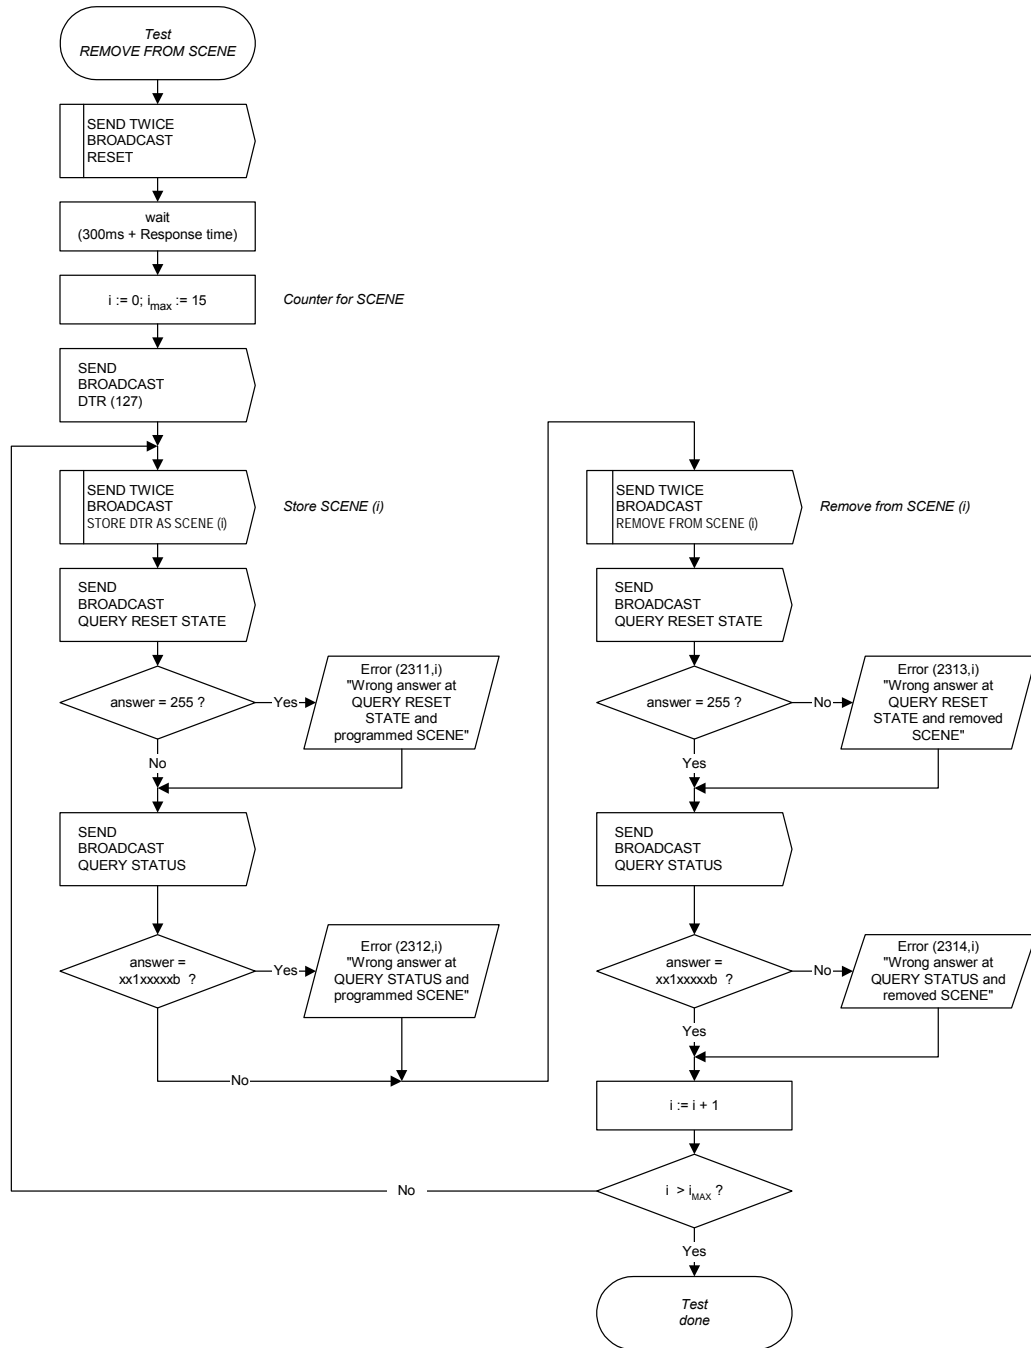 Test
REMOVE FROM SCENE
SEND TWICE
BROADCAST
RESET
wait
(300ms + Response time)
i := 0; imax := 15
Counter for SCENE
SEND
BROADCAST
DTR (127)
SEND TWICE
BROADCAST
STORE DTR AS SCENE (i)
Store SCENE (i)
SEND
BROADCAST
QUERY RESET STATE
answer = 255 ?
Yes
Error (2311,i)
"Wrong answer at
QUERY RESET
STATE and
programmed SCENE"
No
SEND
BROADCAST
QUERY STATUS
answer =
xx1xxxxxb ?
Yes
Error (2312,i)
"Wrong answer at
QUERY STATUS and
programmed SCENE"
No
SEND TWICE
BROADCAST
REMOVE FROM SCENE (i)
Remove from SCENE (i)
SEND
BROADCAST
QUERY RESET STATE
answer = 255 ?
No
Error (2313,i)
"Wrong answer at
QUERY RESET
STATE and removed
SCENE"
Yes
SEND
BROADCAST
QUERY STATUS
answer =
xx1xxxxxb ?
No
Error (2314,i)
"Wrong answer at
QUERY STATUS and
removed SCENE"
Yes
i := i + 1
i > iMAX ?
No
Yes
Test
done